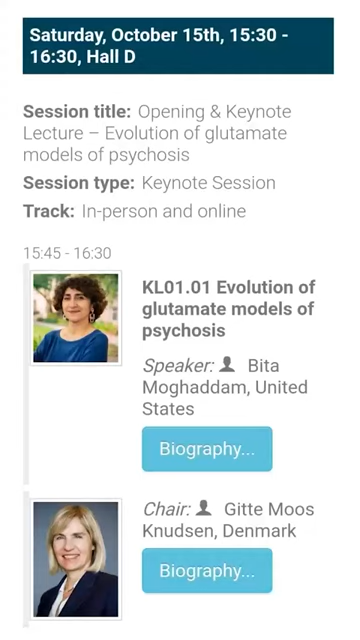 Saturday, October 15th, 15:30 -
16:30, Hall D
Session title: Opening & Keynote
Lecture – Evolution of glutamate
models of psychosis
Session type: Keynote Session
Track: In-person and online
15:45 - 16:30
KL01.01 Evolution of
glutamate models of
psychosis
Speaker: Bita
Moghaddam, United
States
Biography...
Chair: Gitte Moos
Knudsen, Denmark
Biography...